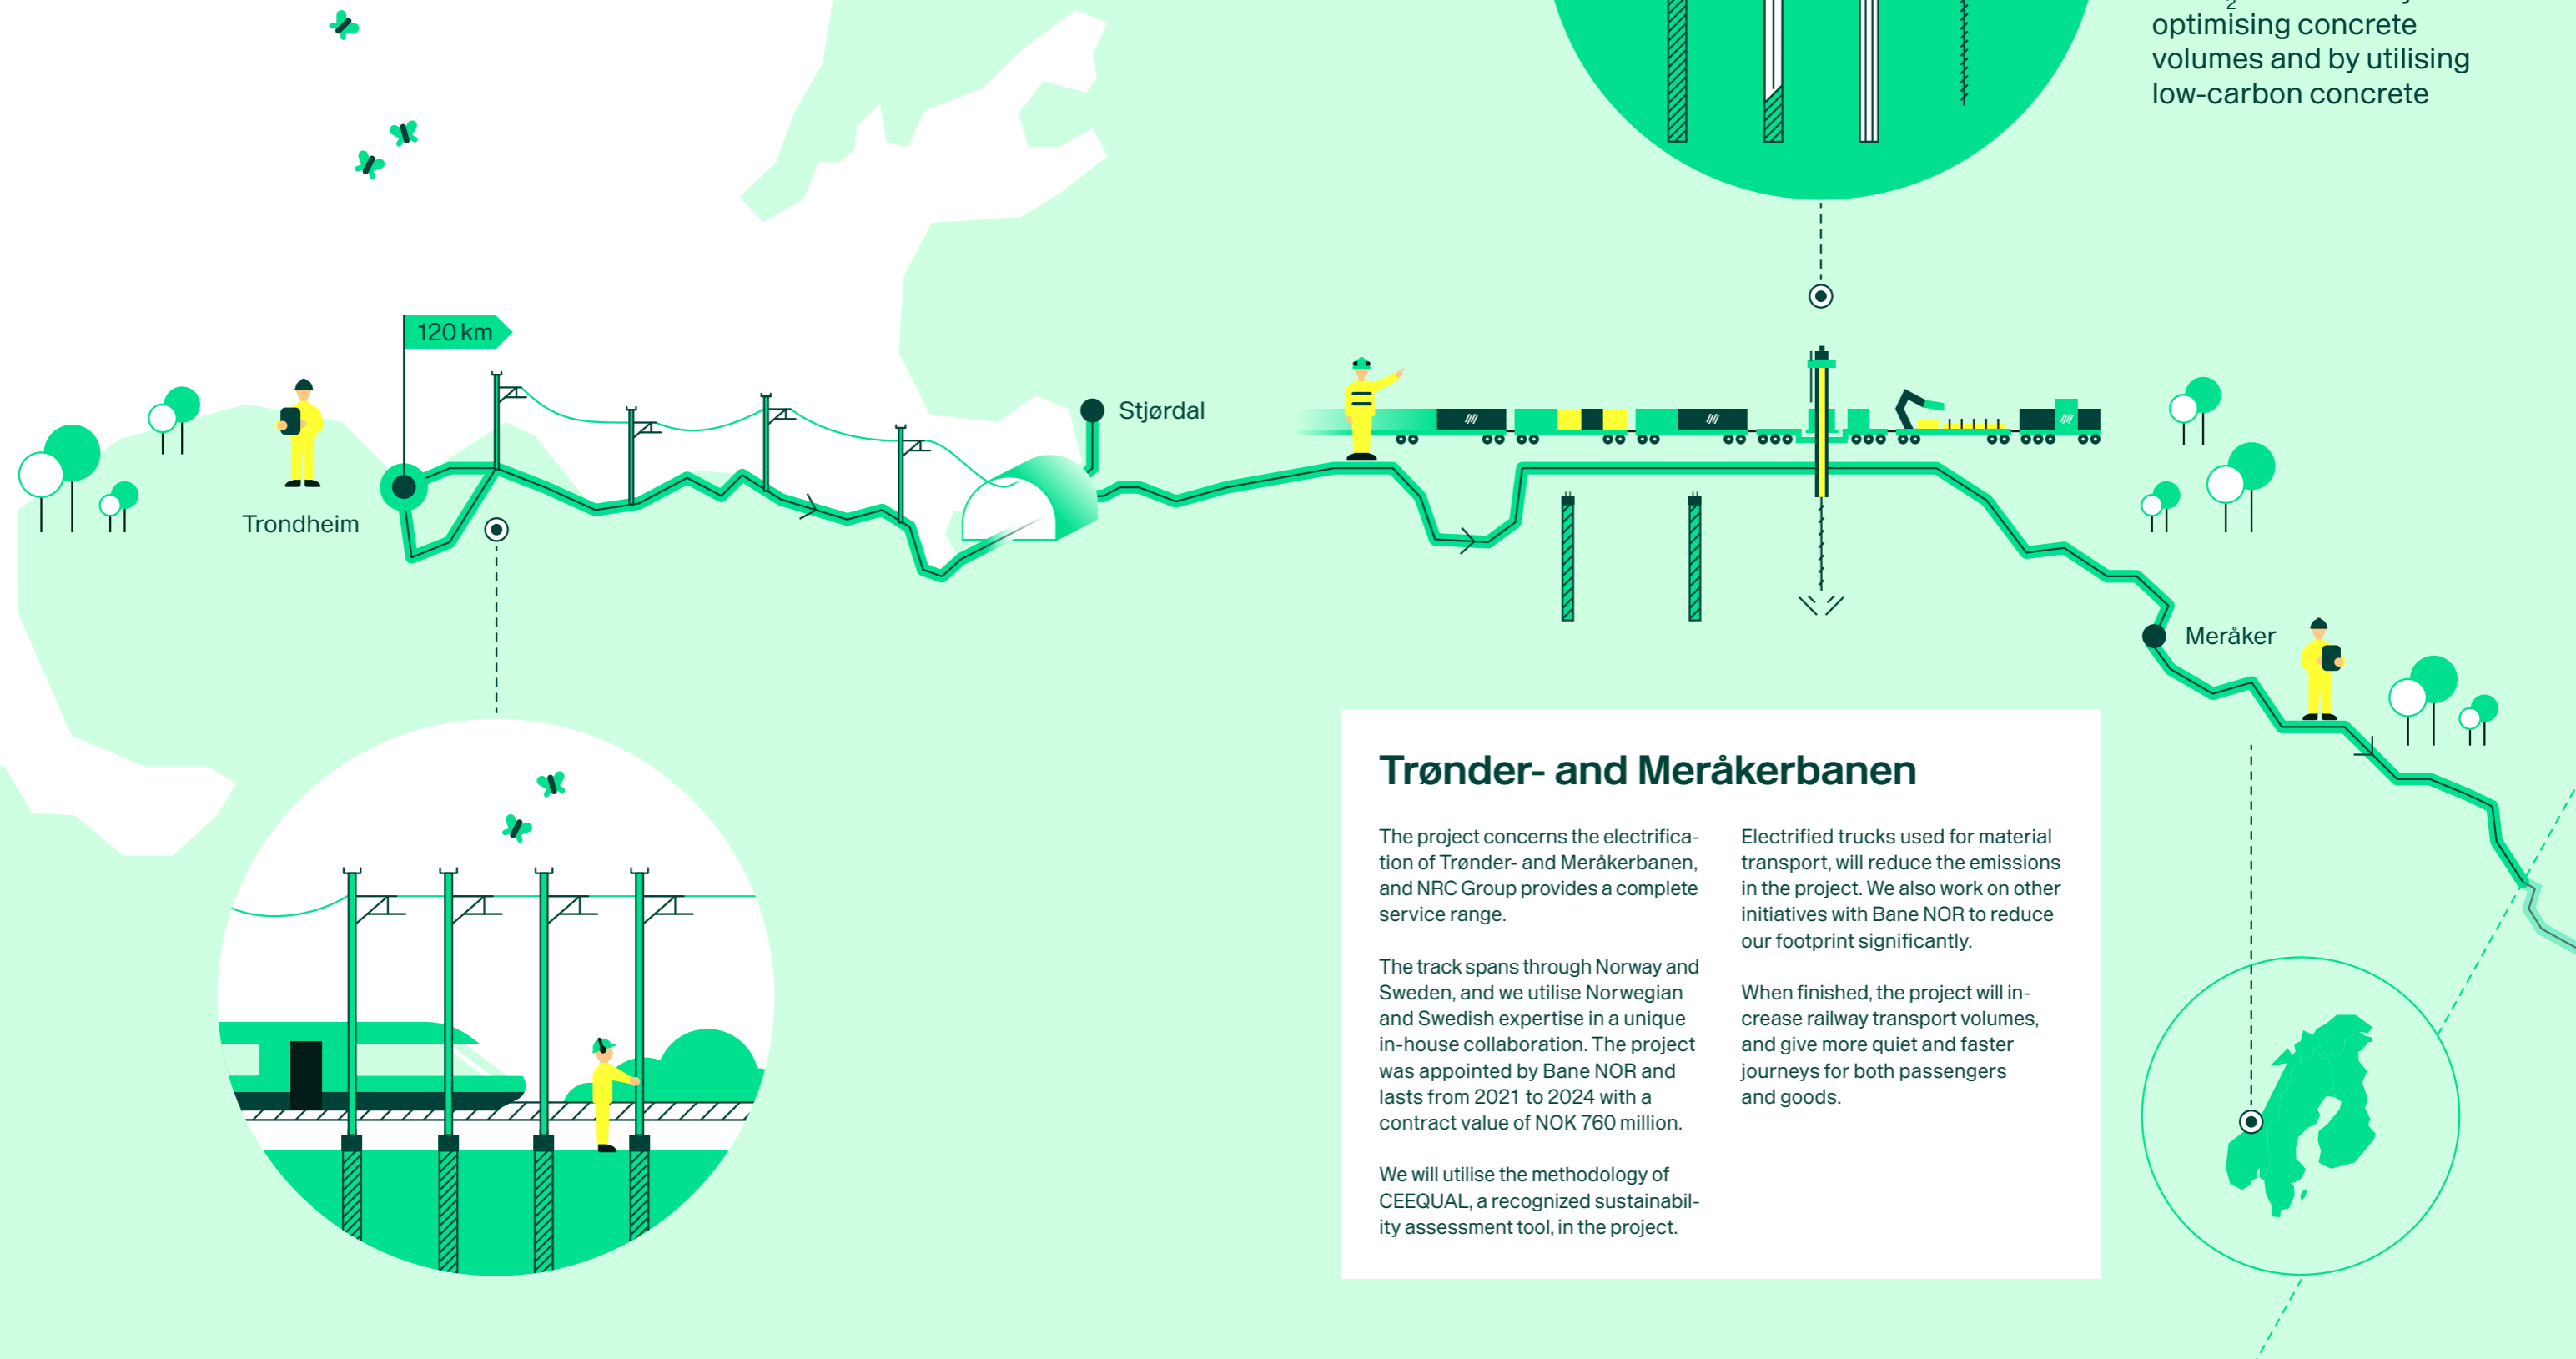 2
optimising concrete
volumes and by utilising
low-carbon concrete
120 km
Stjørdal
Trondheim
Meråker
Trønder- and Meråkerbanen
The project concerns the electrifica-
tion of Trønder- and Meråkerbanen,
and NRC Group provides a complete
service range.
The track spans through Norway and
Sweden, and we utilise Norwegian
and Swedish expertise in a unique
in-house collaboration. The project
was appointed by Bane NOR and
lasts from 2021 to 2024 with a
contract value of NOK 760 million.
We will utilise the methodology of
CEEQUAL, a recognized sustainabil-
ity assessment tool, in the project.
Electrified trucks used for material
transport, will reduce the emissions
in the project. We also work on other
initiatives with Bane NOR to reduce
our footprint significantly.
When finished, the project will in-
crease railway transport volumes,
and give more quiet and faster
journeys for both passengers
and goods.